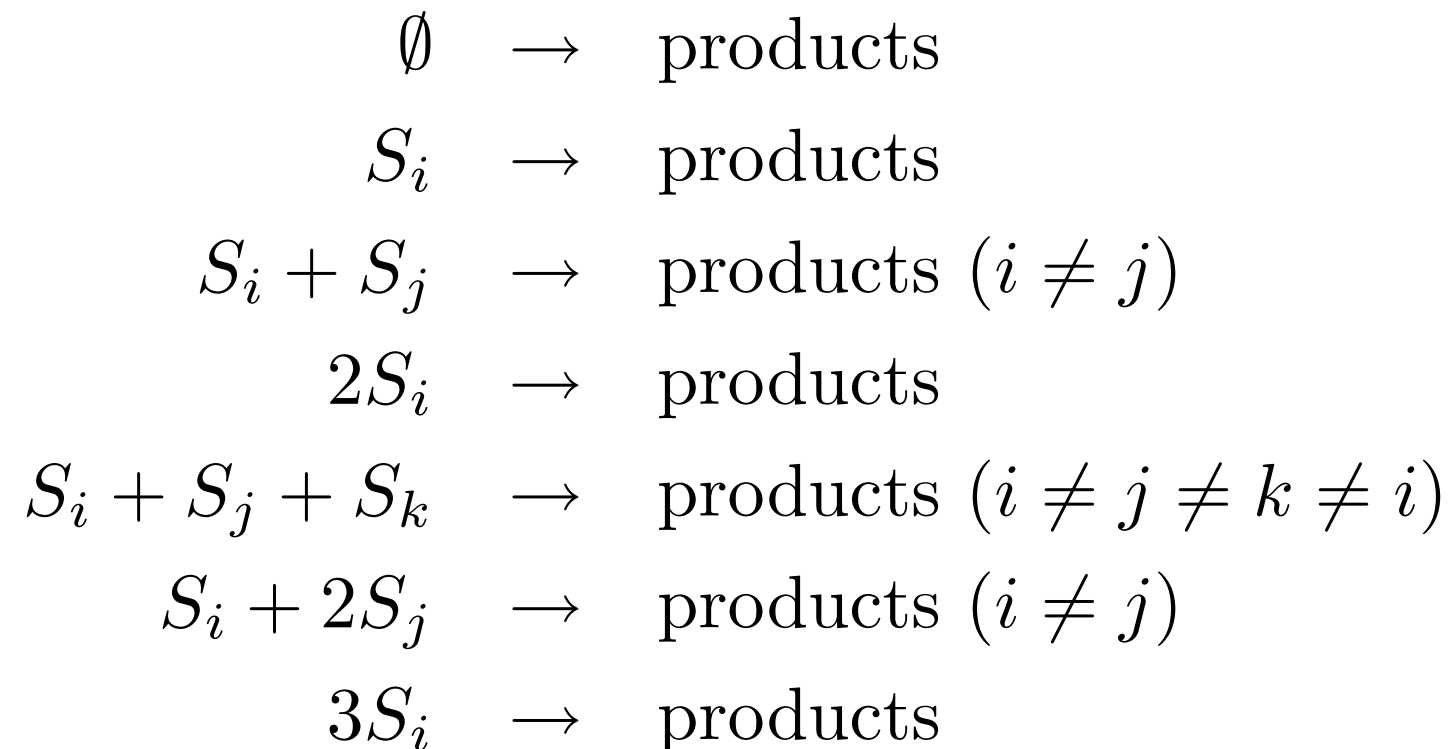 ∅ → products
S_i → products
S_i + S_j → products (i ≠ j)
2S_i → products
S_i + S_j + S_k → products (i ≠ j ≠ k ≠ i)
S_i + 2S_j → products (i ≠ j)
3S_i → products